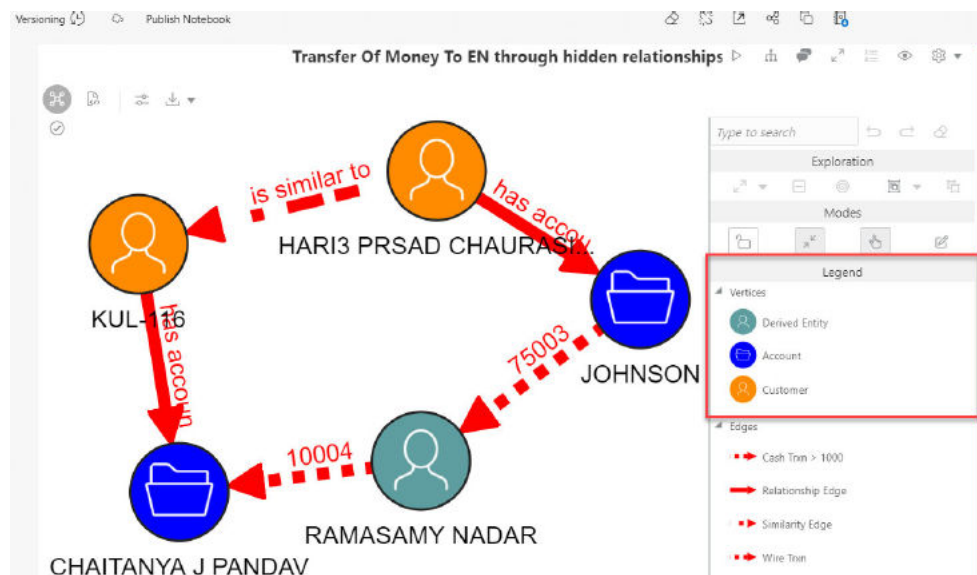 Versioning
Publish Notebook
Transfer Of Money To EN through hidden relationships
Type to search
Exploration
Modes
Legend
Vertices
Derived Entity
Account
Customer
Edges
Cash Trxn > 1000
Relationship Edge
Similarity Edge
Wire Trxn
is similar to
has accou
HARI3 PRSAD CHAURASI...
KUL-116
has accoun
75003
JOHNSON
10004
RAMASAMY NADAR
CHAITANYA J PANDAV